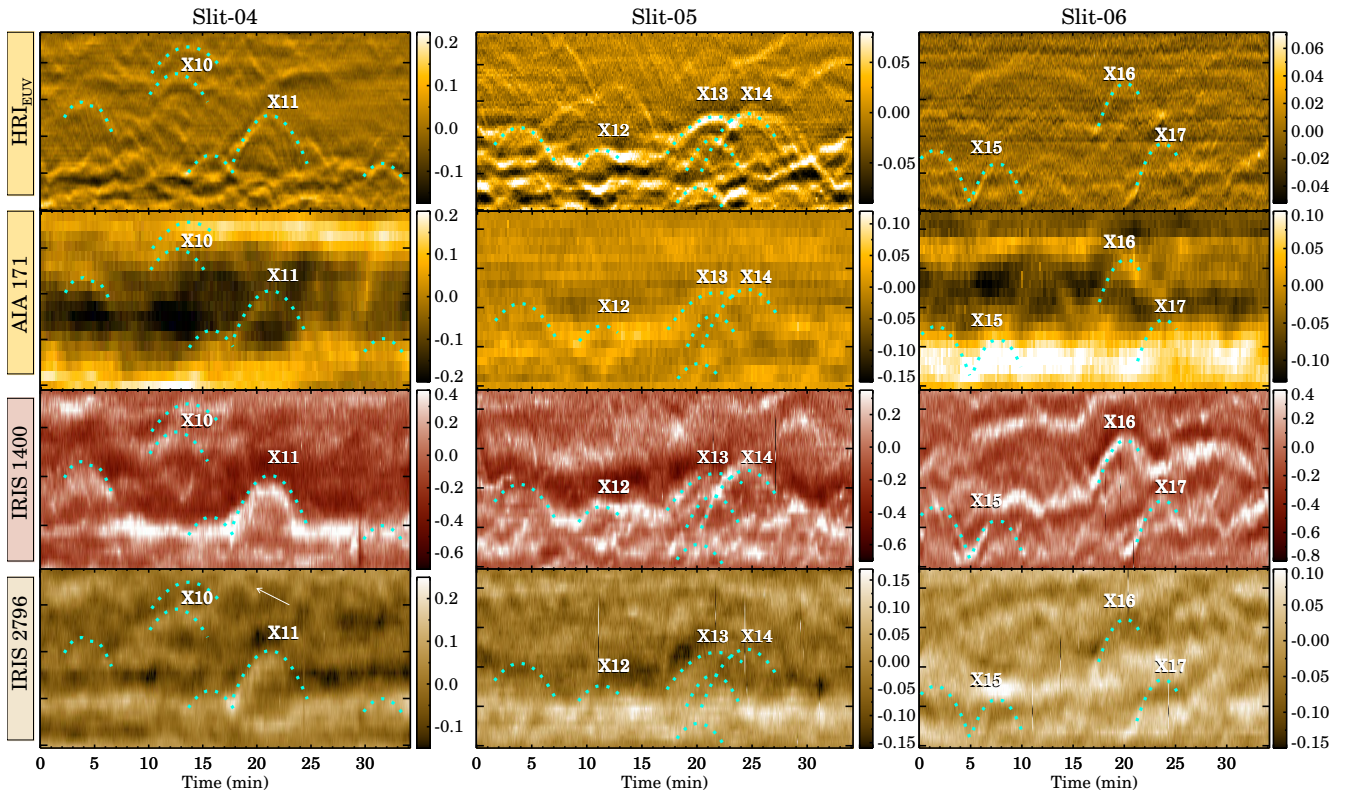 Slit-04 Slit-05 Slit-06
HRI_EUV
X10
X11
0.2
0.1
0.0
-0.1
X12
X13 X14
0.05
0.00
-0.05
X15
X16
X17
0.06
0.04
0.02
0.00
-0.02
-0.04
AIA 171
X10
X11
0.2
0.1
0.0
-0.1
-0.2
X12
X13 X14
0.10
0.05
0.00
-0.05
-0.10
-0.15
X15
X16
X17
0.10
0.05
-0.00
-0.05
-0.10
IRIS 1400
X10
X11
0.4
0.2
0.0
-0.2
-0.4
-0.6
X12
X13 X14
0.2
0.0
-0.2
-0.4
-0.6
X15
X16
X17
0.4
0.2
0.0
-0.2
-0.4
-0.6
-0.8
IRIS 2796
X10
X11
0.2
0.1
0.0
-0.1
X12
X13 X14
0.15
0.10
0.05
0.00
-0.05
-0.10
-0.15
X15
X16
X17
0.10
0.05
-0.00
-0.05
-0.10
-0.15
0 5 10 15 20 25 30
Time (min)
0 5 10 15 20 25 30
Time (min)
0 5 10 15 20 25 30
Time (min)